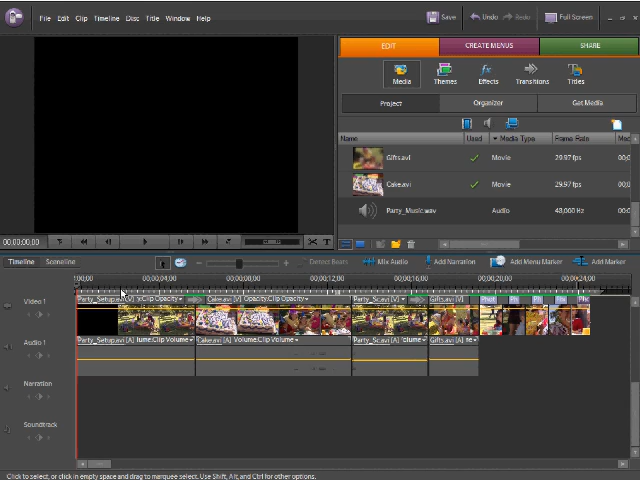 File Edit Clip Timeline Disc Title Window Help
Save Undo Redo Full Screen
EDIT CREATE MENUS SHARE
Media Themes Effects Transitions Titles
Project Organizer Get Media
Name Used Media Type Frame Rate
Gifts.avi Movie 29.97 fps
Cake.avi Movie 29.97 fps
Party_Music.wav Audio 48,000 Hz
00;00;00;00
Timeline Sceneline Detect Beats Mix Audio Add Narration Add Menu Marker Add Marker
00;00;04;00 00;00;08;00 00;00;12;00 00;00;16;00 00;00;20;00 00;00;24;00
Video 1 Party_Setup.avi [V] y:Clip Opacity Cake.avi [V] Opacity:Clip Opacity Party_Sc.avi [V] Gifts.avi [V]
Audio 1 Party_Setup.avi [A] lume:Clip Volume Cake.avi [A] Volume:Clip Volume Party_Sc.avi [A] Gifts.avi [A]
Narration
Soundtrack
Click to select, or click in empty space and drag to marquee select. Use Shift, Alt, and Ctrl for other options.